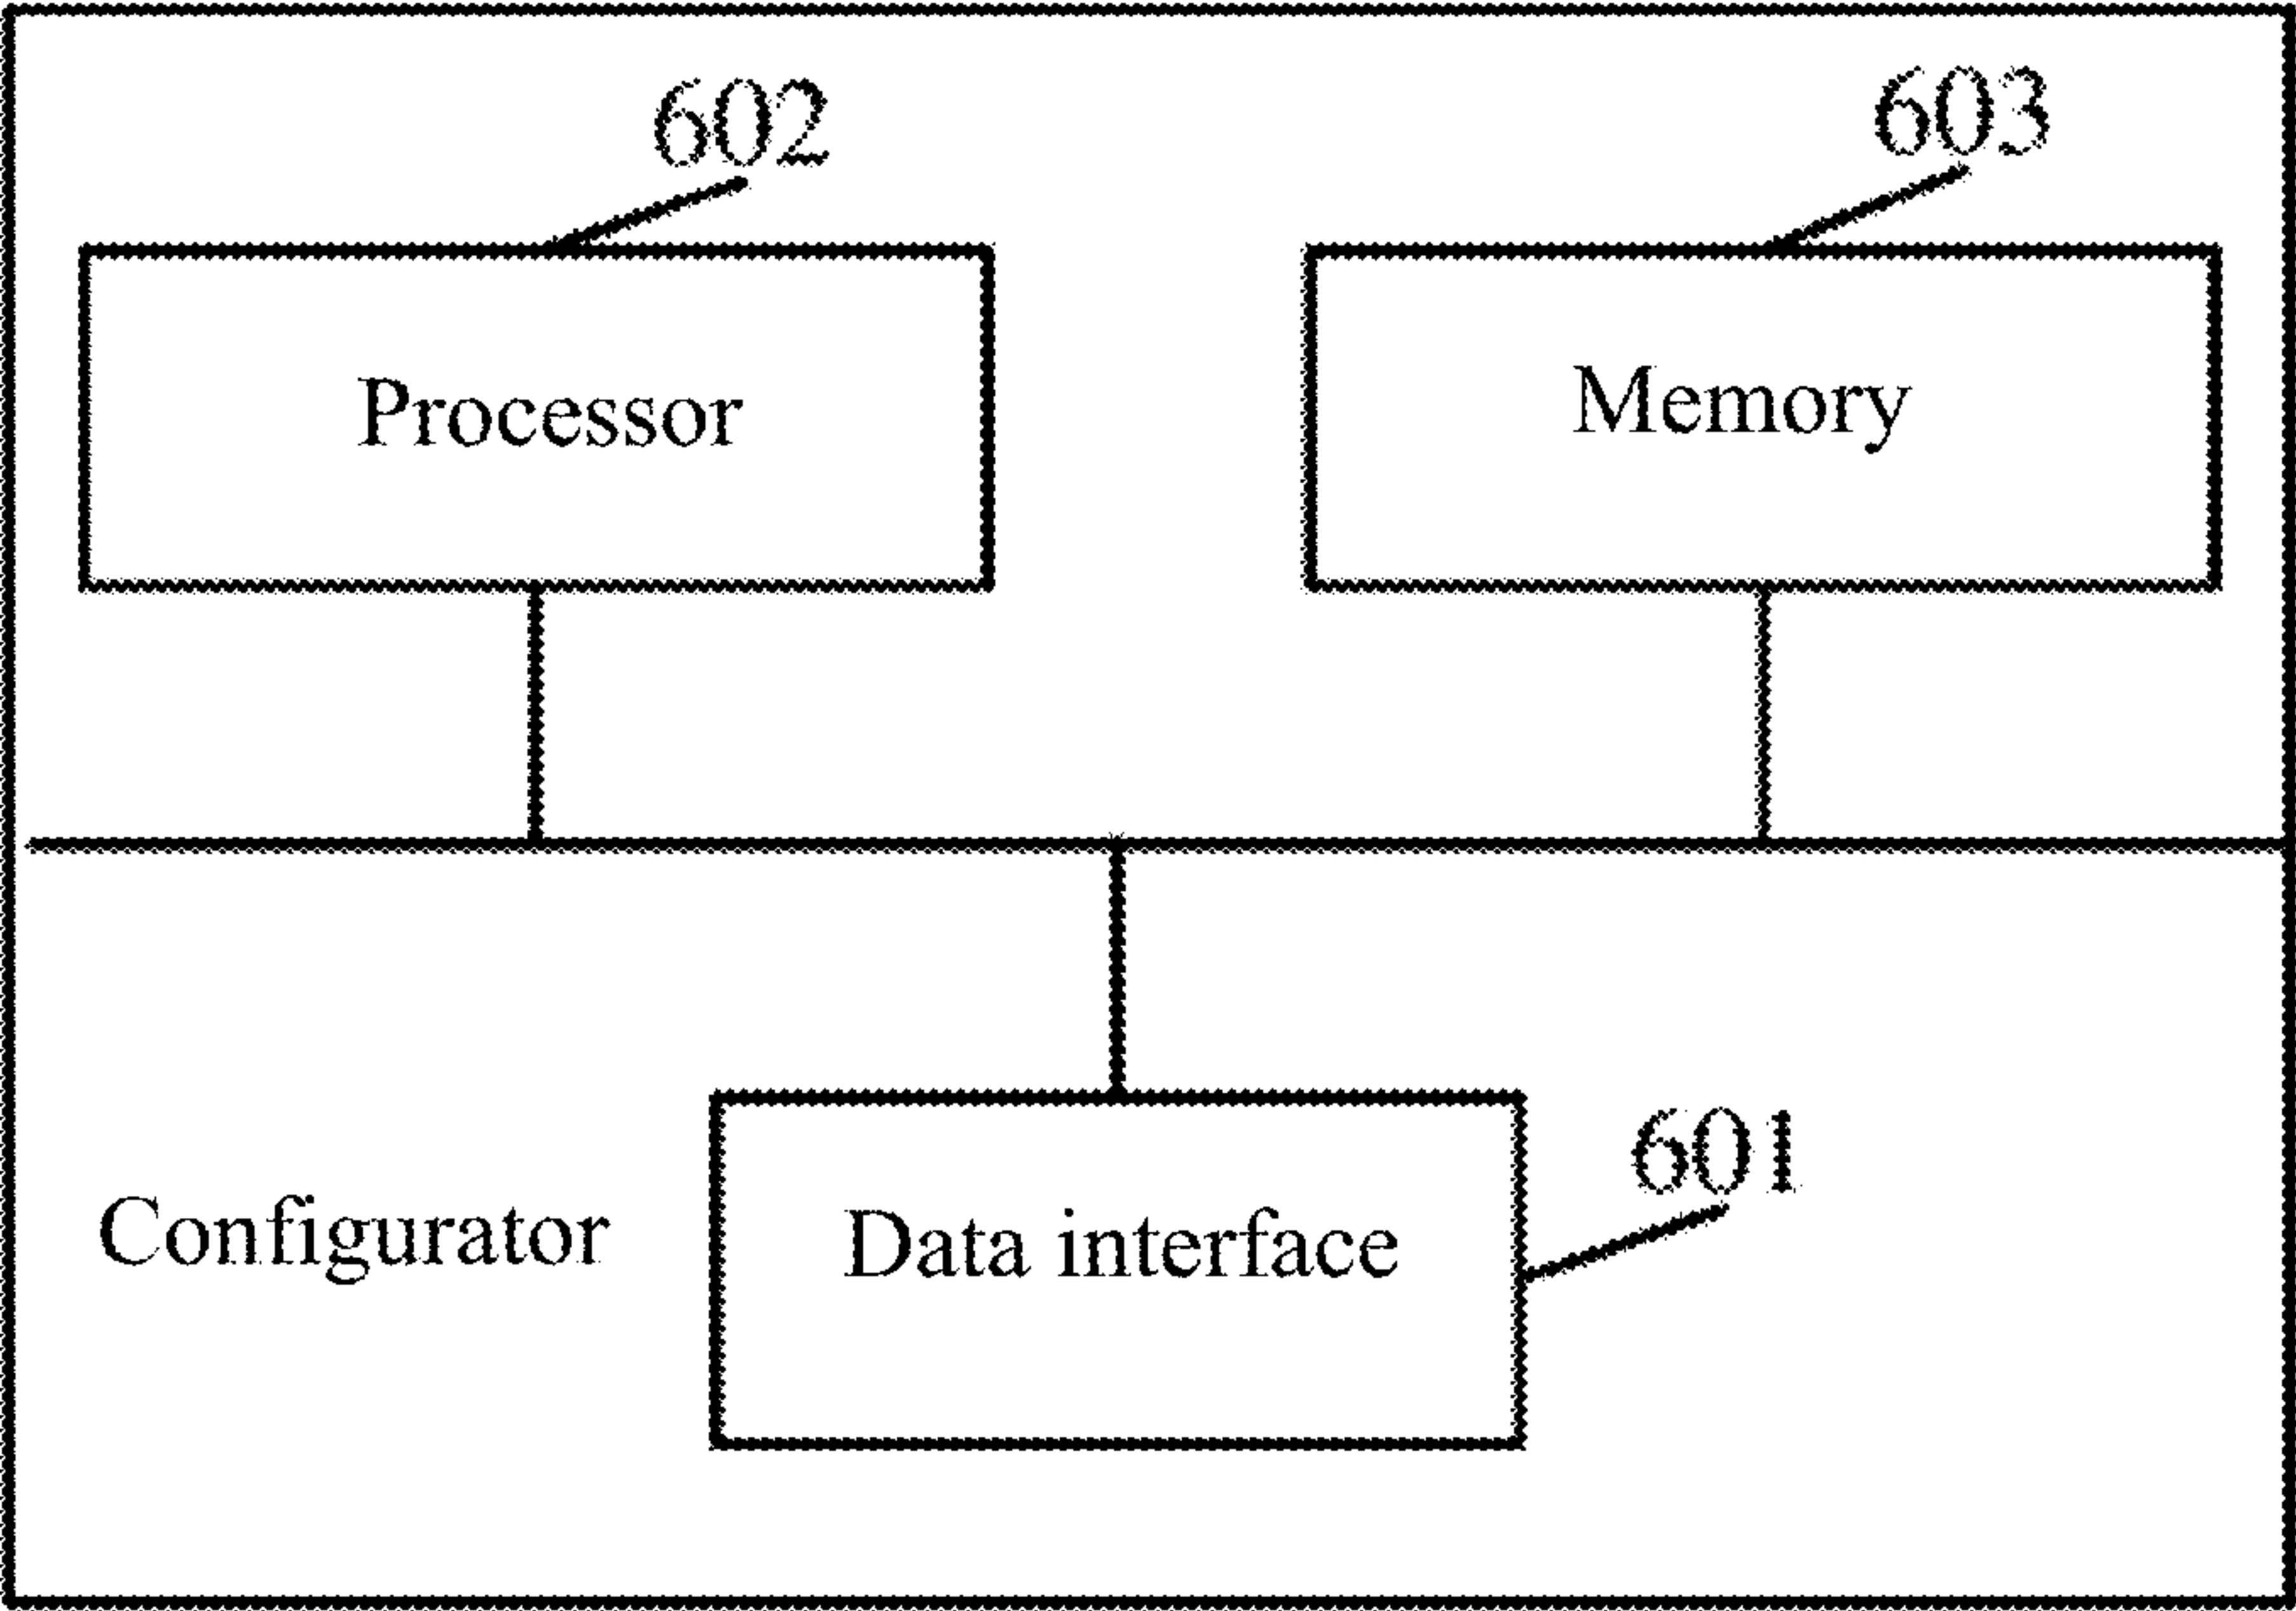 602
603
Processor
Memory
601
Configurator
Data interface